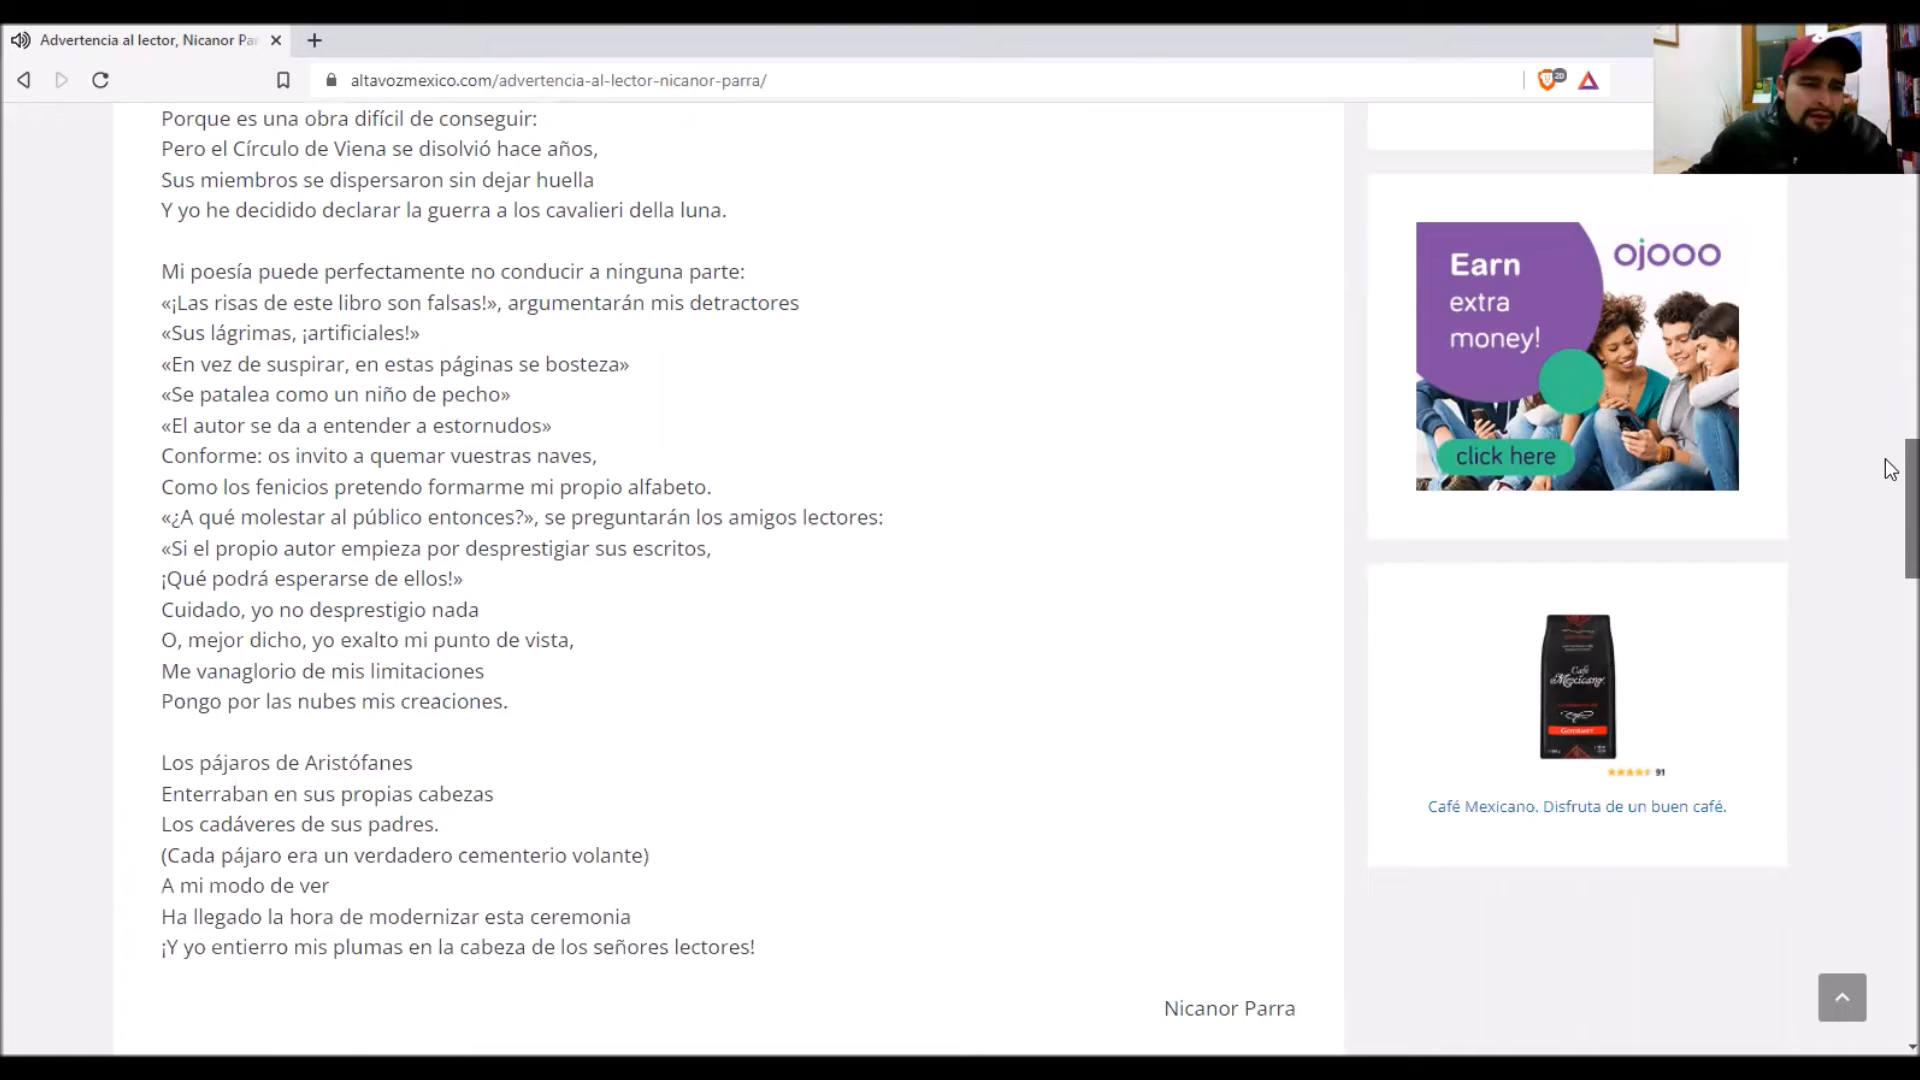 Advertencia al lector, Nicanor Pa
altavozmexico.com/advertencia-al-lector-nicanor-parra/
20
Porque es una obra difícil de conseguir:
Pero el Círculo de Viena se disolvió hace años,
Sus miembros se dispersaron sin dejar huella
Y yo he decidido declarar la guerra a los cavalieri della luna.
Mi poesía puede perfectamente no conducir a ninguna parte:
«¡Las risas de este libro son falsas!», argumentarán mis detractores
«Sus lágrimas, ¡artificiales!»
«En vez de suspirar, en estas páginas se bosteza»
«Se patalea como un niño de pecho»
«El autor se da a entender a estornudos»
Conforme: os invito a quemar vuestras naves,
Como los fenicios pretendo formarme mi propio alfabeto.
«¿A qué molestar al público entonces?», se preguntarán los amigos lectores:
«Si el propio autor empieza por desprestigiar sus escritos,
¡Qué podrá esperarse de ellos!»
Cuidado, yo no desprestigio nada
O, mejor dicho, yo exalto mi punto de vista,
Me vanaglorio de mis limitaciones
Pongo por las nubes mis creaciones.
Los pájaros de Aristófanes
Enterraban en sus propias cabezas
Los cadáveres de sus padres.
(Cada pájaro era un verdadero cementerio volante)
A mi modo de ver
Ha llegado la hora de modernizar esta ceremonia
¡Y yo entierro mis plumas en la cabeza de los señores lectores!
Nicanor Parra
ojooo
Earn
extra
money!
click here
Café
Mexicano
Gourmet
91
Café Mexicano. Disfruta de un buen café.